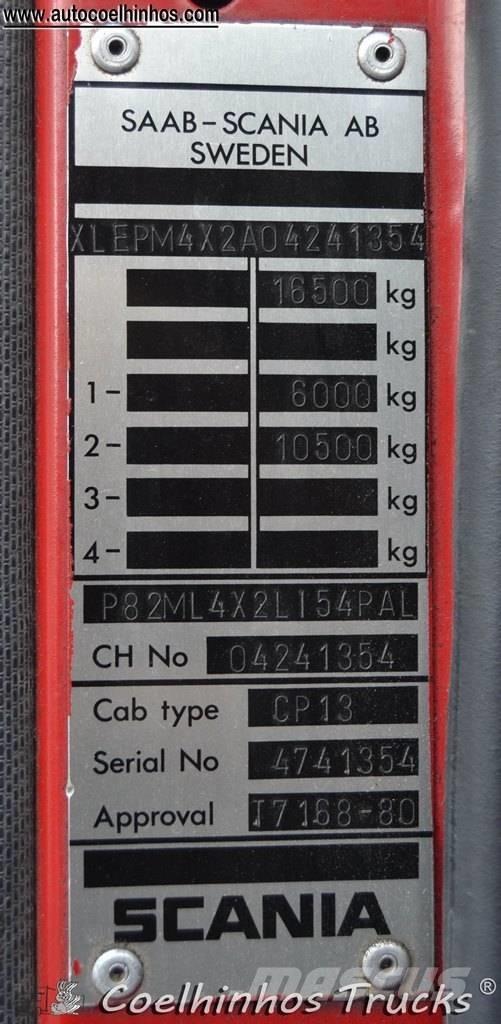 www.autocoelhinhos.com
SAAB-SCANIA AB
SWEDEN
XLEPM4X2A04241354
16500 kg
kg
1- 6000 kg
2- 10500 kg
3- kg
4- kg
P82ML4X2LI54PAL
CH No 04241354
Cab type CP13
Serial No 4741354
Approval T7168-80
SCANIA
MASCUS
Coelhinhos Trucks ®